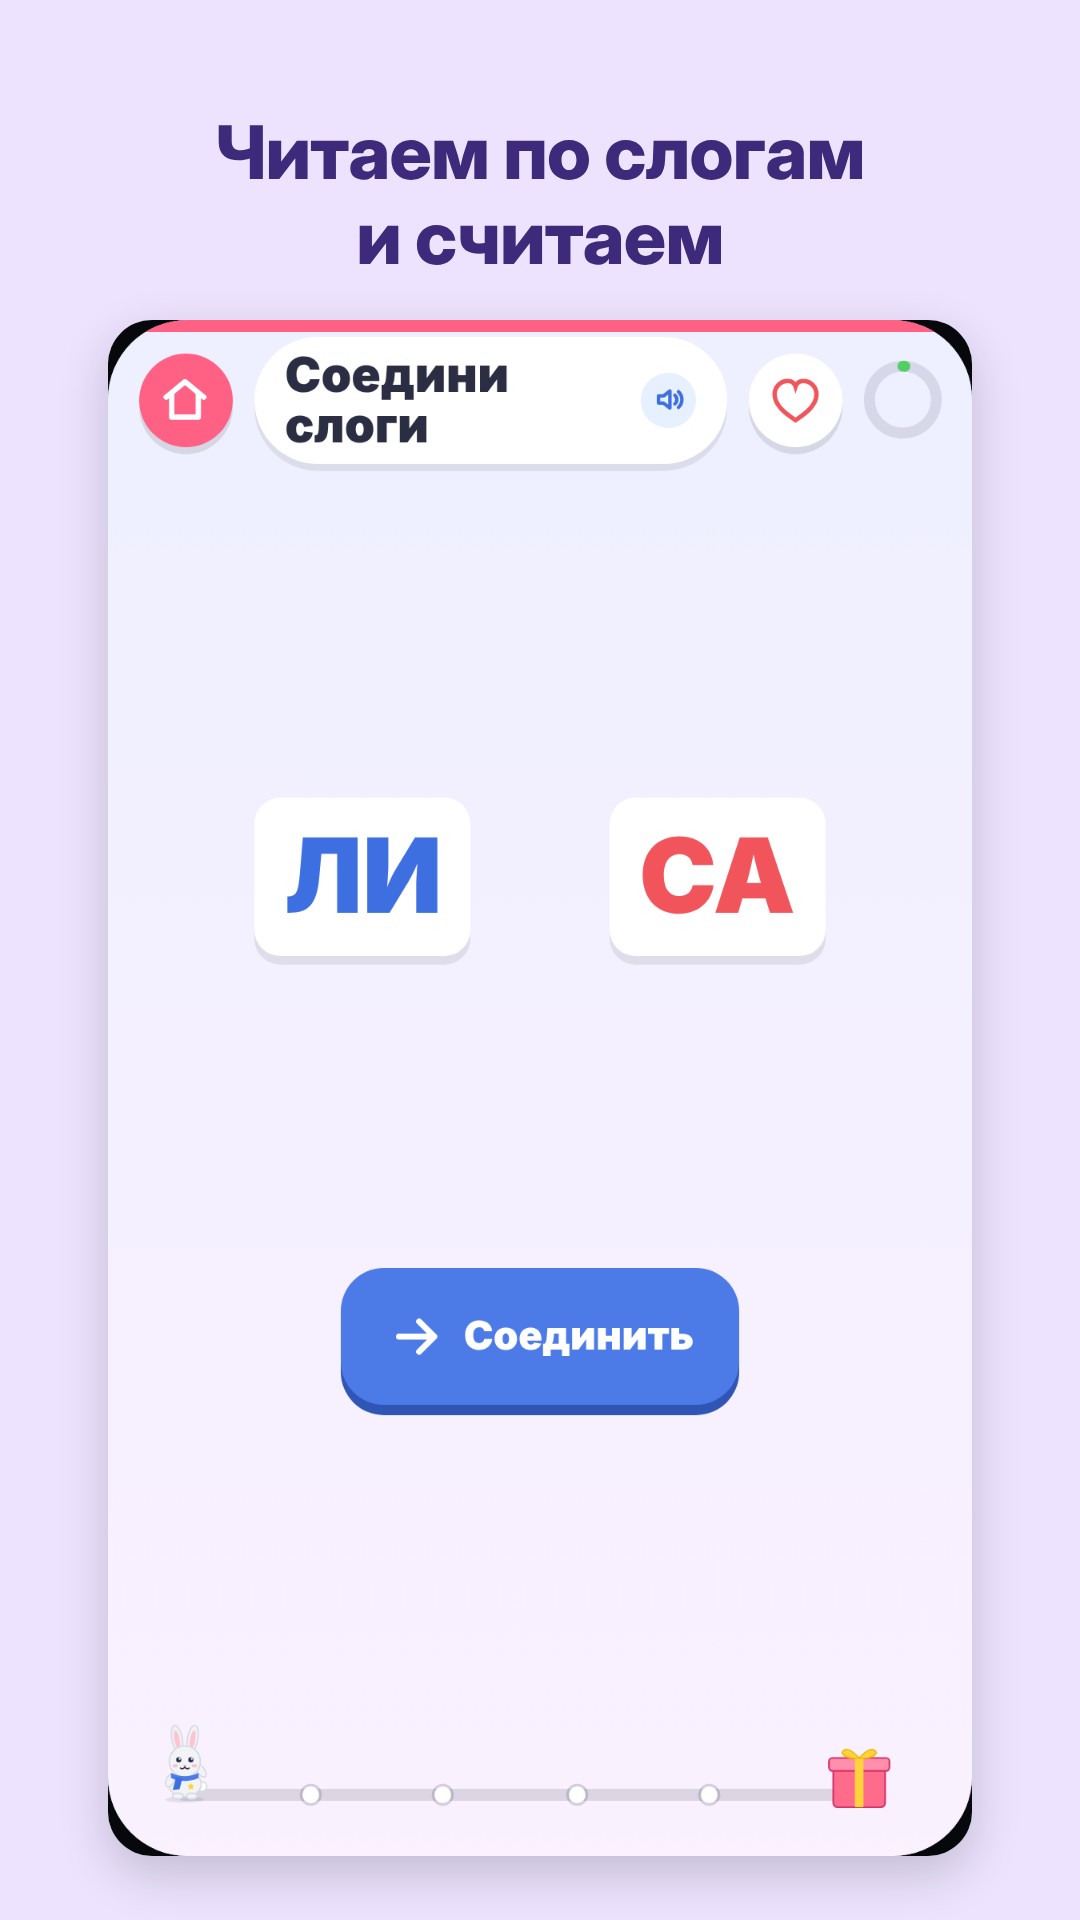 Читаем по слогам
и считаем
Соедини
слоги
ЛИ СА
Соединить